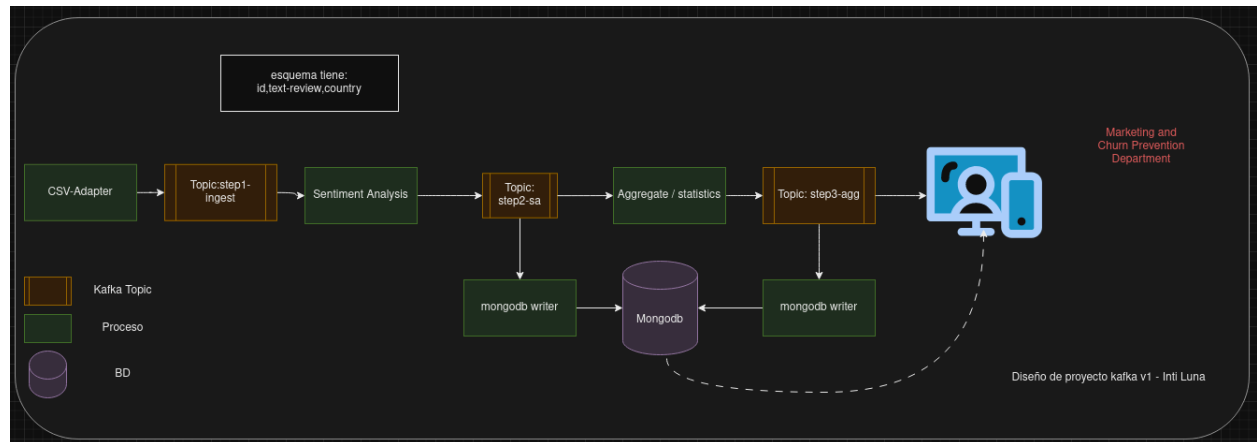 esquema tiene:
id,text-review,country
Marketing and
Churn Prevention
Department
CSV-Adapter
Topic:step1-
ingest
Sentiment Analysis
Topic:
step2-sa
Aggregate / statistics
Topic: step3-agg
Kafka Topic
Proceso
BD
mongodb writer
Mongodb
mongodb writer
Diseño de proyecto kafka v1 - Inti Luna